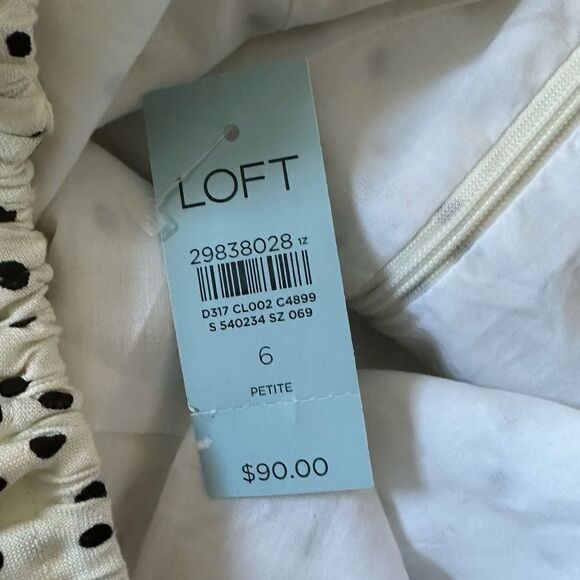 LOFT
29838028 1Z
D317 CL002 C4899
S 540234 SZ 069
6
PETITE
$90.00